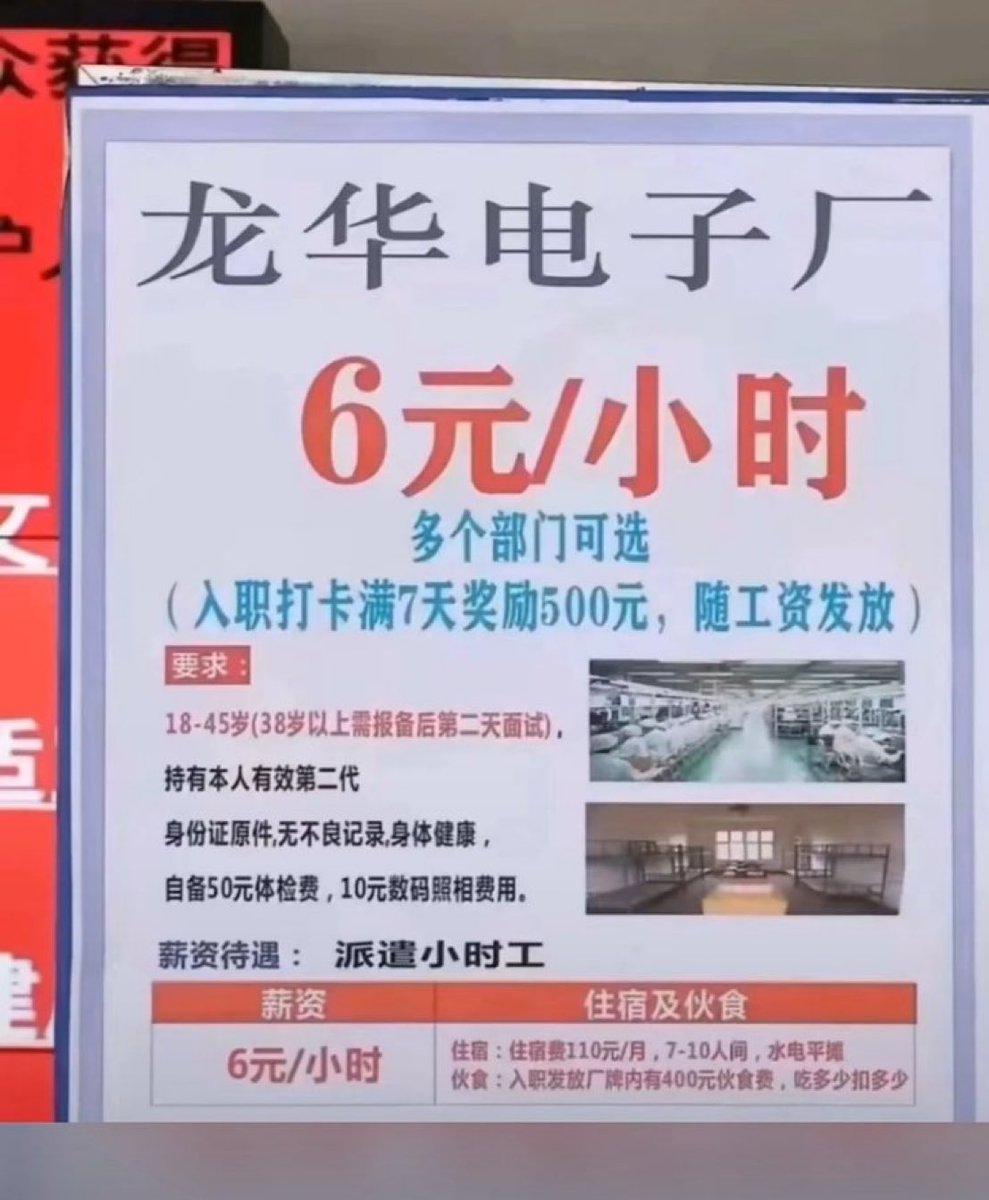 众获得
龙华电子厂
6元/小时
多个部门可选
（入职打卡满7天奖励500元，随工资发放）
要求：
18-45岁(38岁以上需报备后第二天面试)，
持有本人有效第二代
身份证原件,无不良记录,身体健康，
自备50元体检费，10元数码照相费用。
薪资待遇： 派遣小时工
薪资 住宿及伙食
6元/小时
住宿：住宿费110元/月，7-10人间，水电平摊
伙食：入职发放厂牌内有400元伙食费，吃多少扣多少